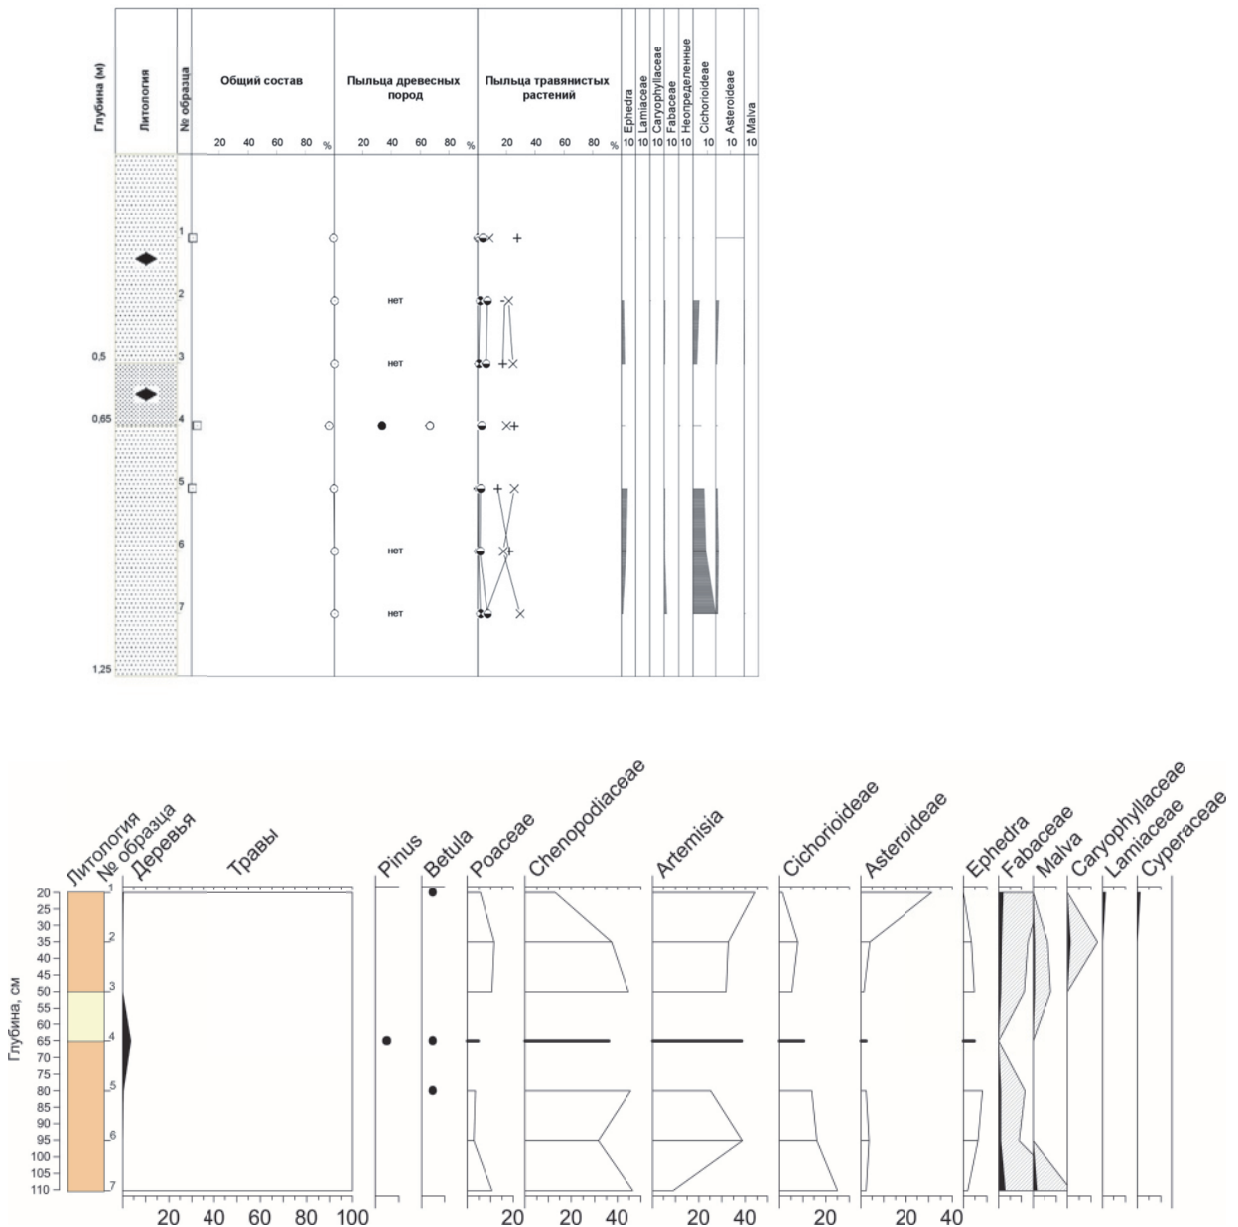 Глубина (м)
Литология
№ образца
Общий состав
Пыльца древесных
пород
Пыльца травянистых
растений
Ephedra
Lamiaceae
Caryophyllaceae
Fabaceae
Неопределенные
Cichorioideae
Asteroideae
Malva
20 40 60 80 % 20 40 60 80 % 20 40 60 80 % 10 10 10 10 10 10 10 10
1
2
нет
0,5
3
нет
0,65
4
5
6
нет
7
нет
1,25
Литология
№ образца
Деревья
Травы
Pinus
Betula
Poaceae
Chenopodiaceae
Artemisia
Cichorioideae
Asteroideae
Ephedra
Fabaceae
Malva
Caryophyllaceae
Lamiaceae
Cyperaceae
Глубина, см
20
1
25
30
35
2
40
45
50
3
55
60
65
4
70
75
80
5
85
90
95
6
100
105
110
7
20 40 60 80 100 20 20 40 20 40 20 20 40